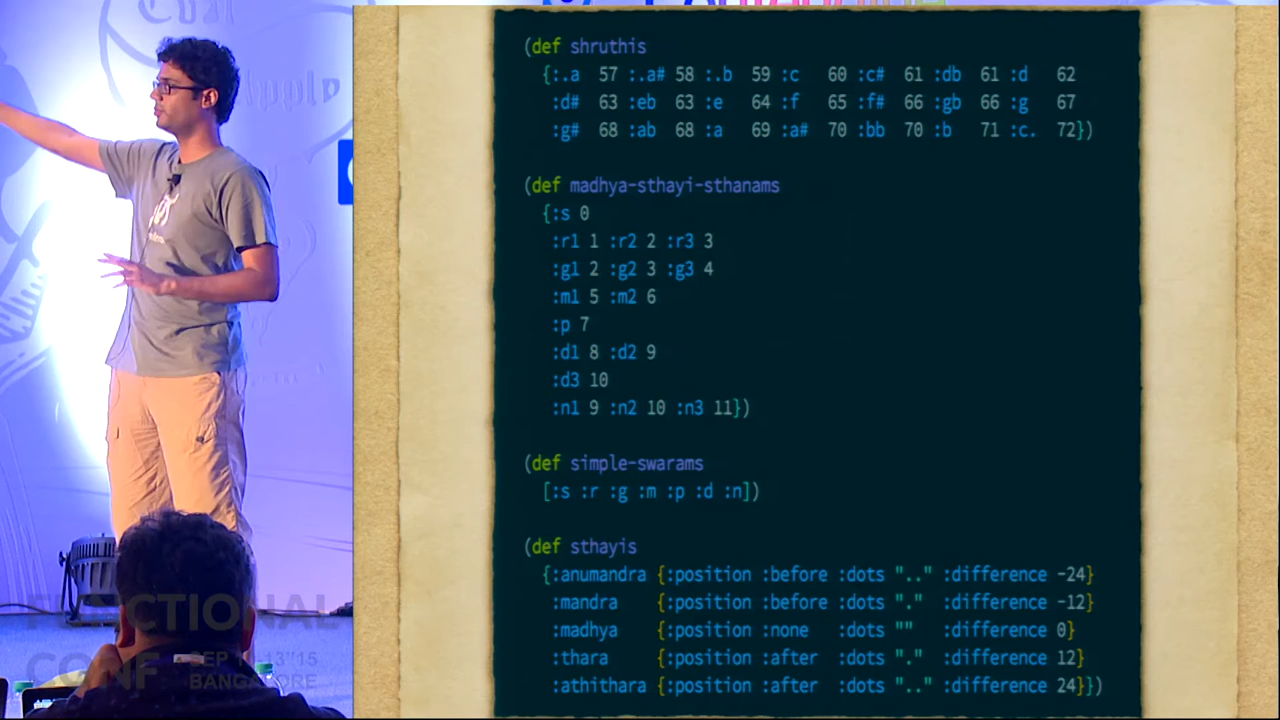 (def shruthis
{:.a 57 :.a# 58 :.b 59 :c 60 :c# 61 :db 61 :d 62
:d# 63 :eb 63 :e 64 :f 65 :f# 66 :gb 66 :g 67
:g# 68 :ab 68 :a 69 :a# 70 :bb 70 :b 71 :c. 72})
(def madhya-sthayi-sthanams
{:s 0
:r1 1 :r2 2 :r3 3
:g1 2 :g2 3 :g3 4
:m1 5 :m2 6
:p 7
:d1 8 :d2 9
:d3 10
:n1 9 :n2 10 :n3 11})
(def simple-swarams
[:s :r :g :m :p :d :n])
(def sthayis
{:anumandra {:position :before :dots ".." :difference -24}
:mandra {:position :before :dots "." :difference -12}
:madhya {:position :none :dots "" :difference 0}
:thara {:position :after :dots "." :difference 12}
:athithara {:position :after :dots ".." :difference 24}})
FUNCTIONAL
CONF
BANGALORE